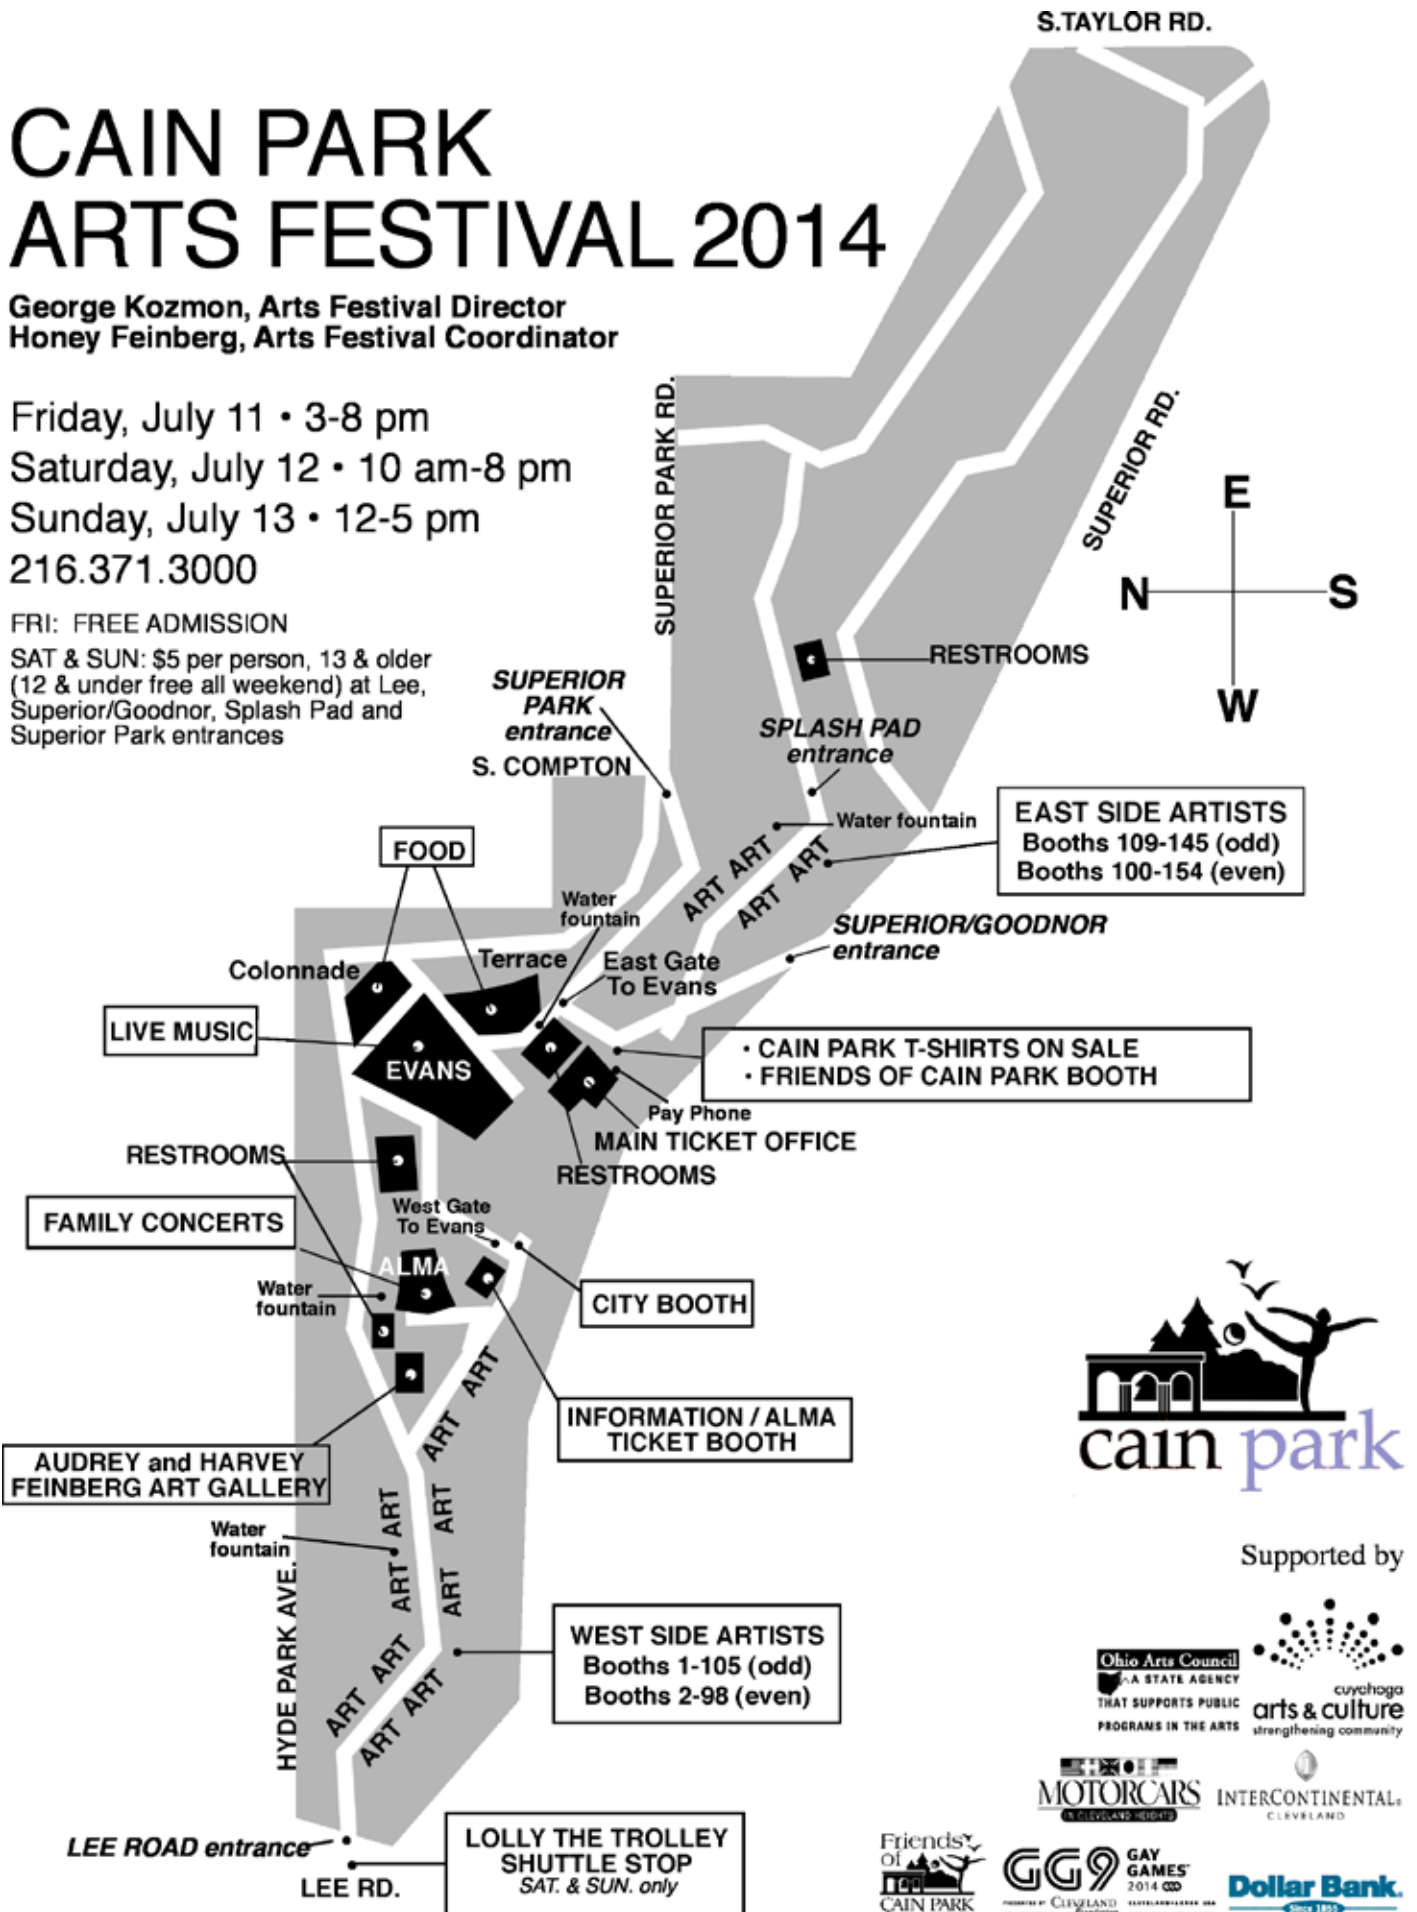 S.TAYLOR RD.
CAIN PARK
ARTS FESTIVAL 2014
George Kozmon, Arts Festival Director
Honey Feinberg, Arts Festival Coordinator
Friday, July 11 • 3-8 pm
Saturday, July 12 • 10 am-8 pm
Sunday, July 13 • 12-5 pm
216.371.3000
FRI: FREE ADMISSION
SAT & SUN: $5 per person, 13 & older
(12 & under free all weekend) at Lee,
Superior/Goodnor, Splash Pad and
Superior Park entrances
SUPERIOR PARK RD.
SUPERIOR RD.
E
N
S
W
RESTROOMS
SUPERIOR
PARK
entrance
S. COMPTON
SPLASH PAD
entrance
Water fountain
EAST SIDE ARTISTS
Booths 109-145 (odd)
Booths 100-154 (even)
ART ART
ART ART
FOOD
Water
fountain
SUPERIOR/GOODNOR
entrance
Colonnade
Terrace
East Gate
To Evans
LIVE MUSIC
EVANS
• CAIN PARK T-SHIRTS ON SALE
• FRIENDS OF CAIN PARK BOOTH
Pay Phone
MAIN TICKET OFFICE
RESTROOMS
RESTROOMS
West Gate
To Evans
FAMILY CONCERTS
ALMA
Water
fountain
CITY BOOTH
ART
ART
INFORMATION / ALMA
TICKET BOOTH
AUDREY and HARVEY
FEINBERG ART GALLERY
ART
ART
Water
fountain
ART
ART
HYDE PARK AVE.
WEST SIDE ARTISTS
Booths 1-105 (odd)
Booths 2-98 (even)
ART ART
ART ART
LEE ROAD entrance
LEE RD.
LOLLY THE TROLLEY
SHUTTLE STOP
SAT. & SUN. only
cain park
Supported by
Ohio Arts Council
A STATE AGENCY
THAT SUPPORTS PUBLIC
PROGRAMS IN THE ARTS
cuyahoga
arts & culture
strengthening community
MOTORCARS
IN CLEVELAND HEIGHTS
INTERCONTINENTAL®
CLEVELAND
Friends
of
CAIN PARK
GG9
GAY
GAMES
2014
PRESENTED BY CLEVELAND
Dollar Bank.
Since 1855